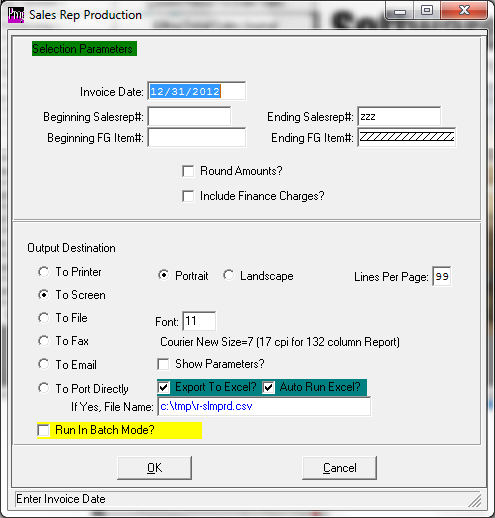 Sales Rep Production
Selection Parameters
Invoice Date: 12/31/2012
Beginning Salesrep#: Ending Salesrep#: zzz
Beginning FG Item#: Ending FG Item#:
Round Amounts?
Include Finance Charges?
Output Destination
To Printer Portrait Landscape Lines Per Page: 99
To Screen
To File Font: 11
To Fax Courier New Size=7 (17 cpi for 132 column Report)
To Email Show Parameters?
To Port Directly Export To Excel? Auto Run Excel?
If Yes, File Name: c:\tmp\r-slmprd.csv
Run In Batch Mode?
OK Cancel
Enter Invoice Date